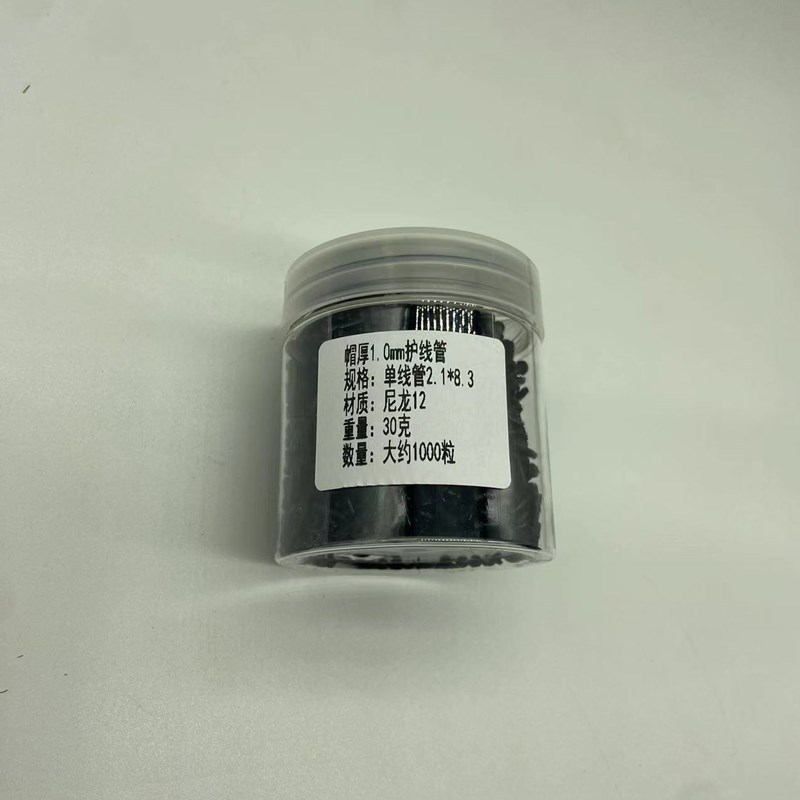 帽厚1.0mm护线管
规格：单线管2.1*8.3
材质：尼龙12
重量：30克
数量：大约1000粒